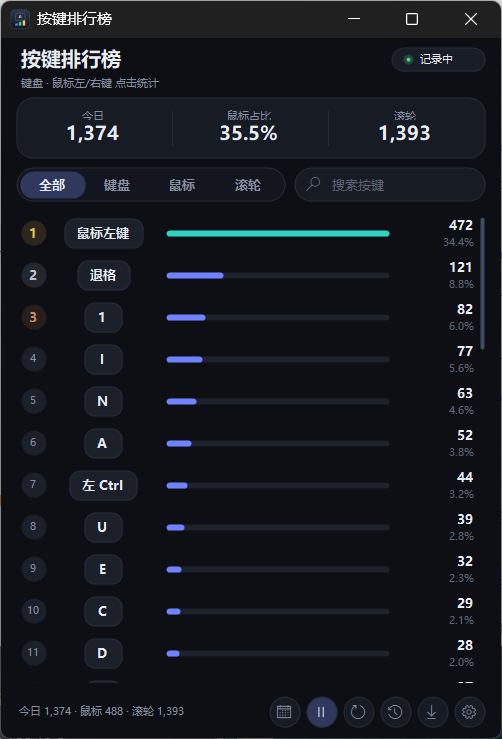 按键排行榜
按键排行榜
记录中
键盘 · 鼠标左/右键 点击统计
今日 鼠标占比 滚轮
1,374 35.5% 1,393
全部 键盘 鼠标 滚轮 搜索按键
1 鼠标左键 472
34.4%
2 退格 121
8.8%
3 1 82
6.0%
4 I 77
5.6%
5 N 63
4.6%
6 A 52
3.8%
7 左 Ctrl 44
3.2%
8 U 39
2.8%
9 E 32
2.3%
10 C 29
2.1%
11 D 28
2.0%
今日 1,374 · 鼠标 488 · 滚轮 1,393